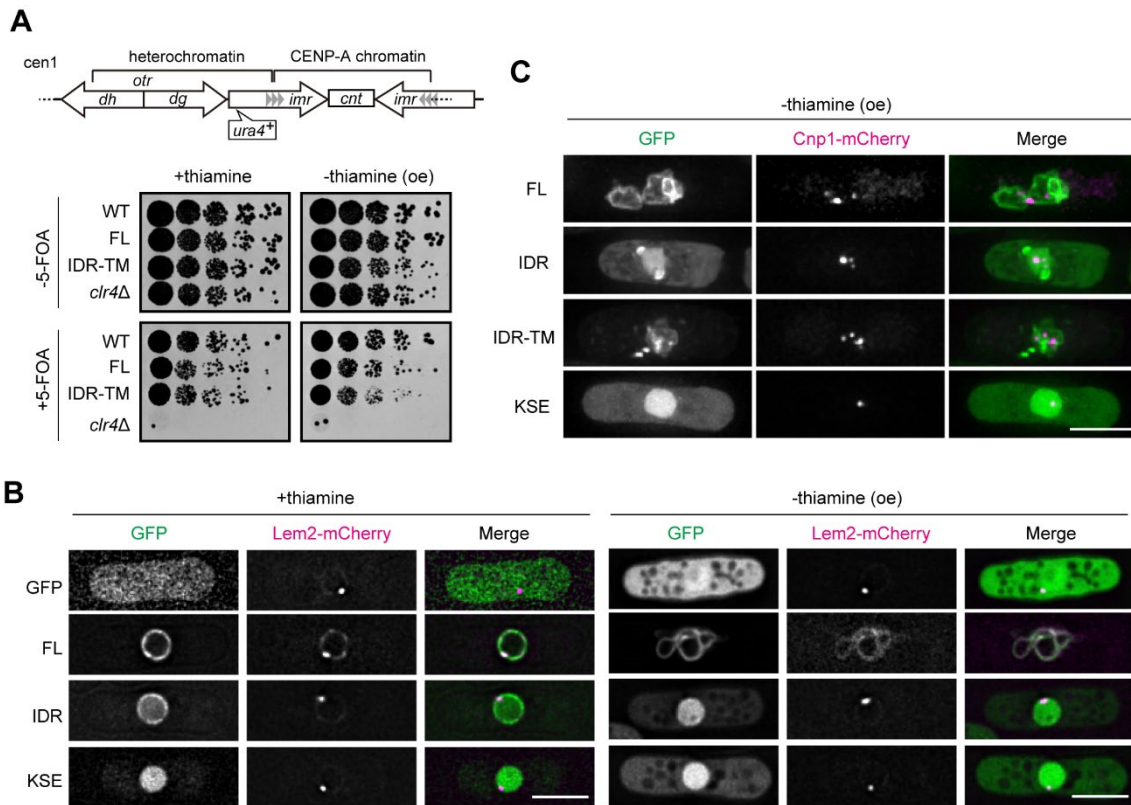 A
heterochromatin CENP-A chromatin
cen1
otr
dh dg imr cnt imr
ura4+
+thiamine -thiamine (oe)
-5-FOA
WT
FL
IDR-TM
clr4Δ
+5-FOA
WT
FL
IDR-TM
clr4Δ
C
-thiamine (oe)
GFP Cnp1-mCherry Merge
FL
IDR
IDR-TM
KSE
B
+thiamine -thiamine (oe)
GFP Lem2-mCherry Merge GFP Lem2-mCherry Merge
GFP
FL
IDR
KSE